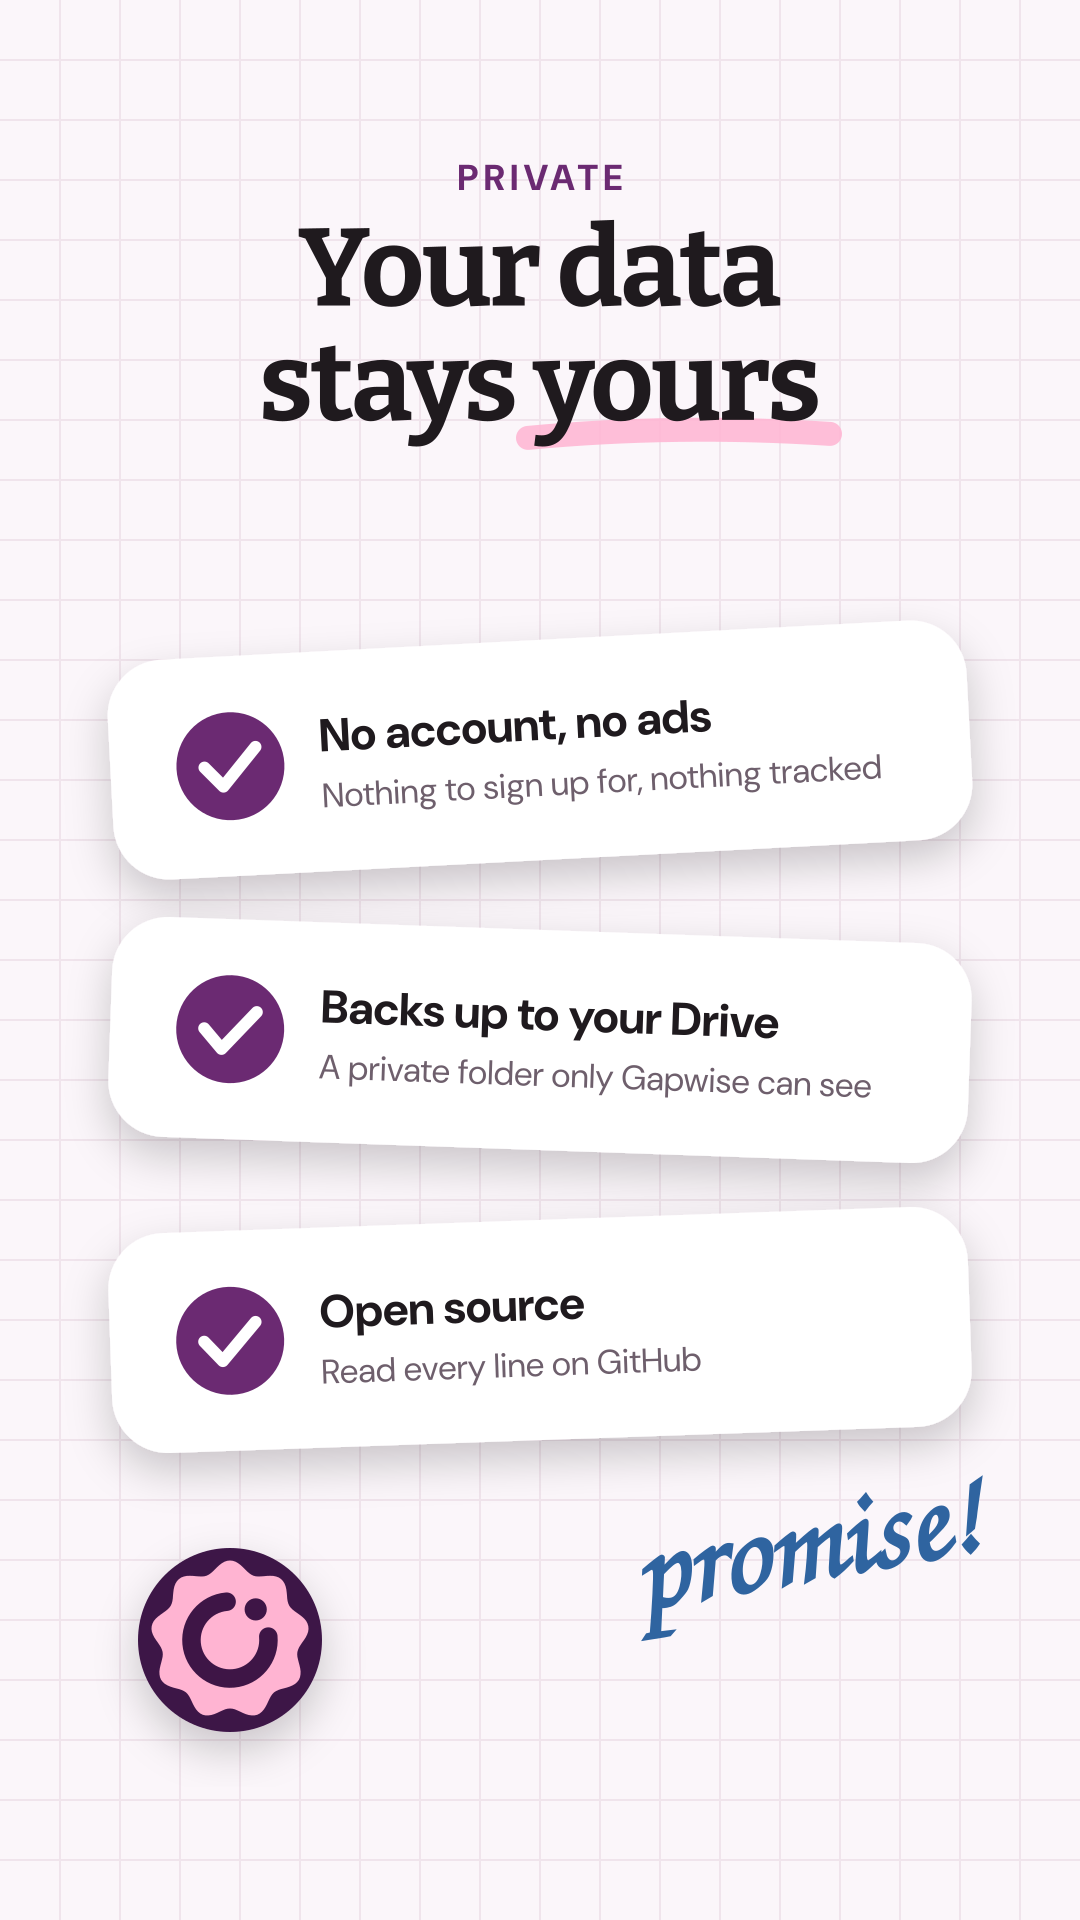 PRIVATE
Your data
stays yours
No account, no ads
Nothing to sign up for, nothing tracked
Backs up to your Drive
A private folder only Gapwise can see
Open source
Read every line on GitHub
promise!